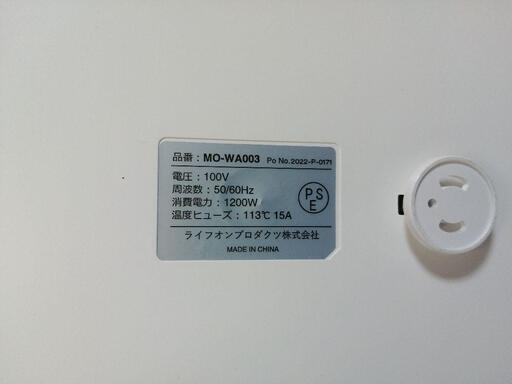 品番：MO-WA003 Po No.2022-P-0171
電圧：100V
周波数：50/60Hz
消費電力：1200W
温度ヒューズ：113℃ 15A
PSE
ライフオンプロダクツ株式会社
MADE IN CHINA